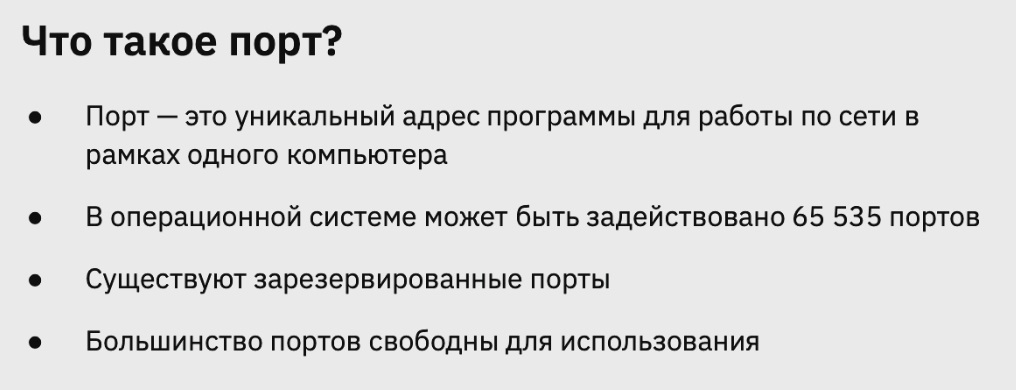 Что такое порт?
● Порт — это уникальный адрес программы для работы по сети в
рамках одного компьютера
● В операционной системе может быть задействовано 65 535 портов
● Существуют зарезервированные порты
● Большинство портов свободны для использования